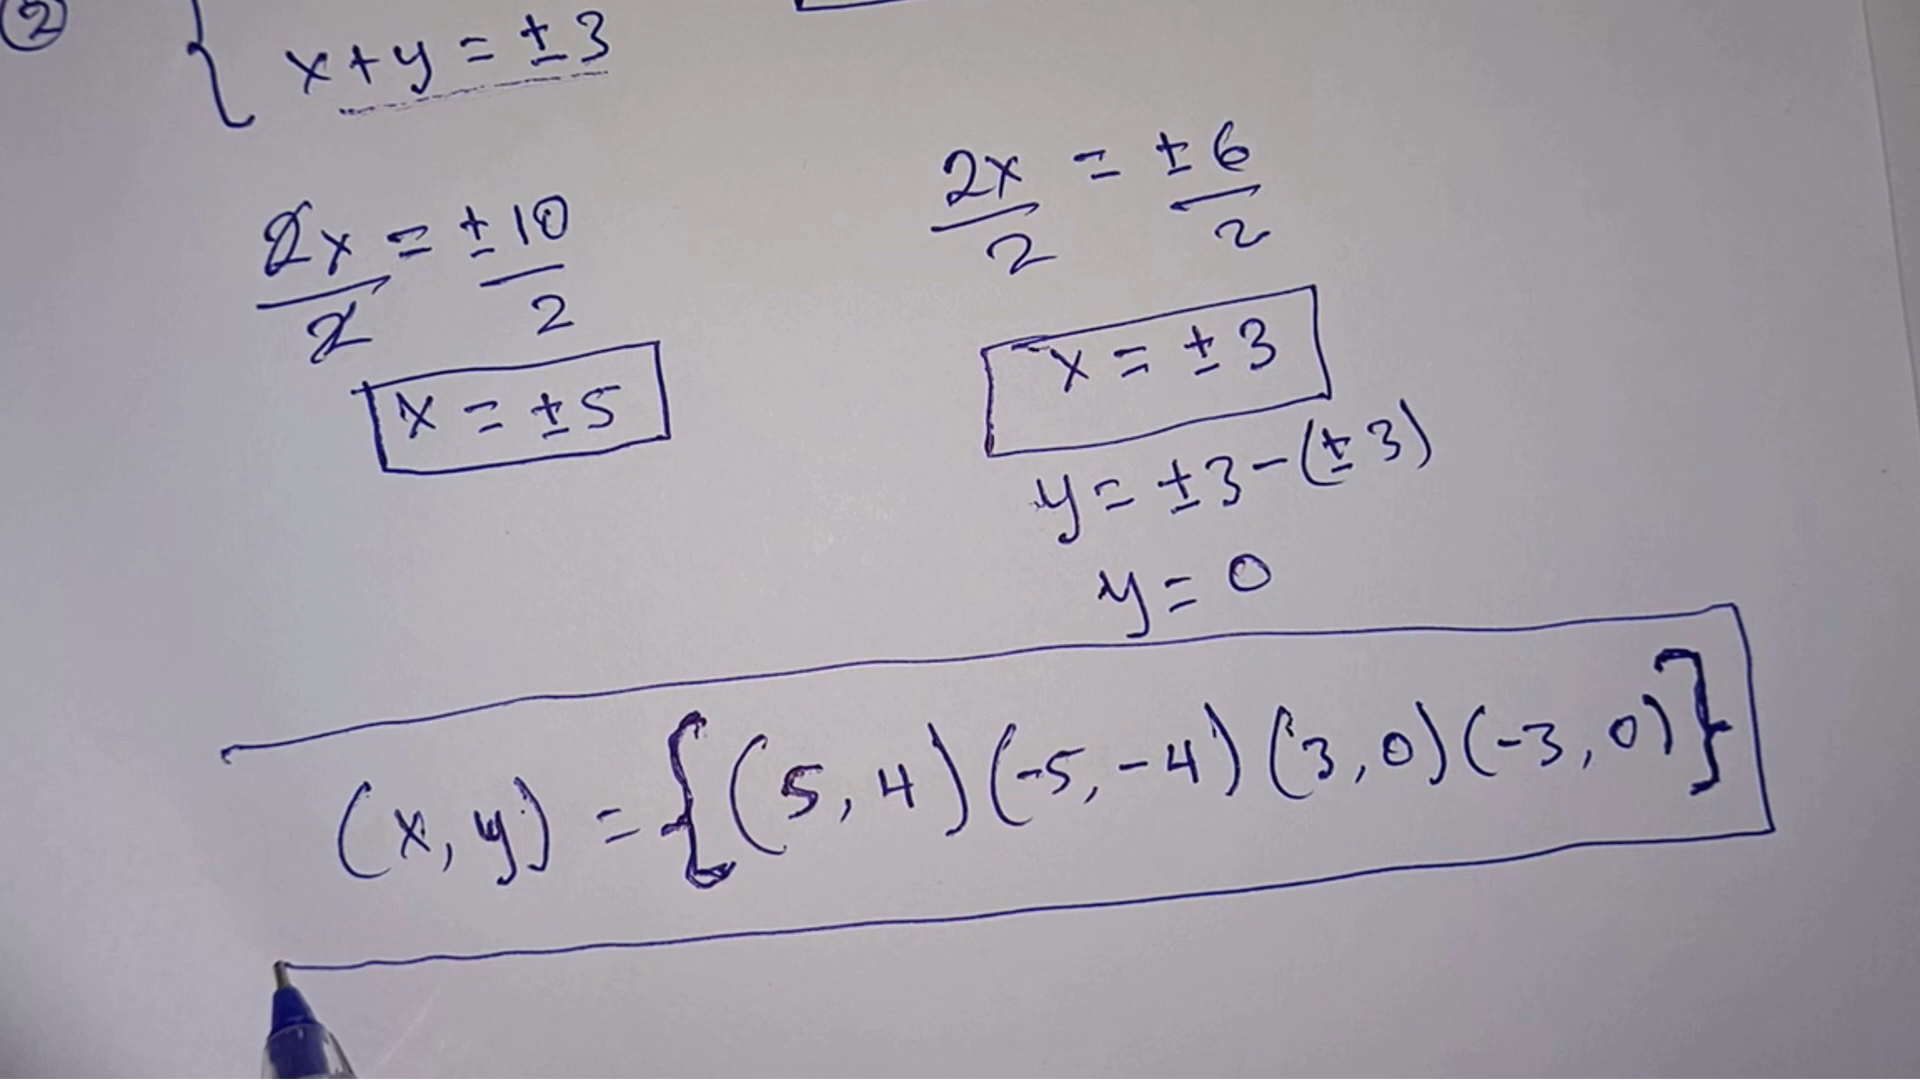 ②
x+y = ±3
2x/2 = ±10/2
x = ±5
2x/2 = ±6/2
x = ±3
y = ±3-(±3)
y = 0
(x, y) = {(5, 4)(-5, -4)(3, 0)(-3, 0)}